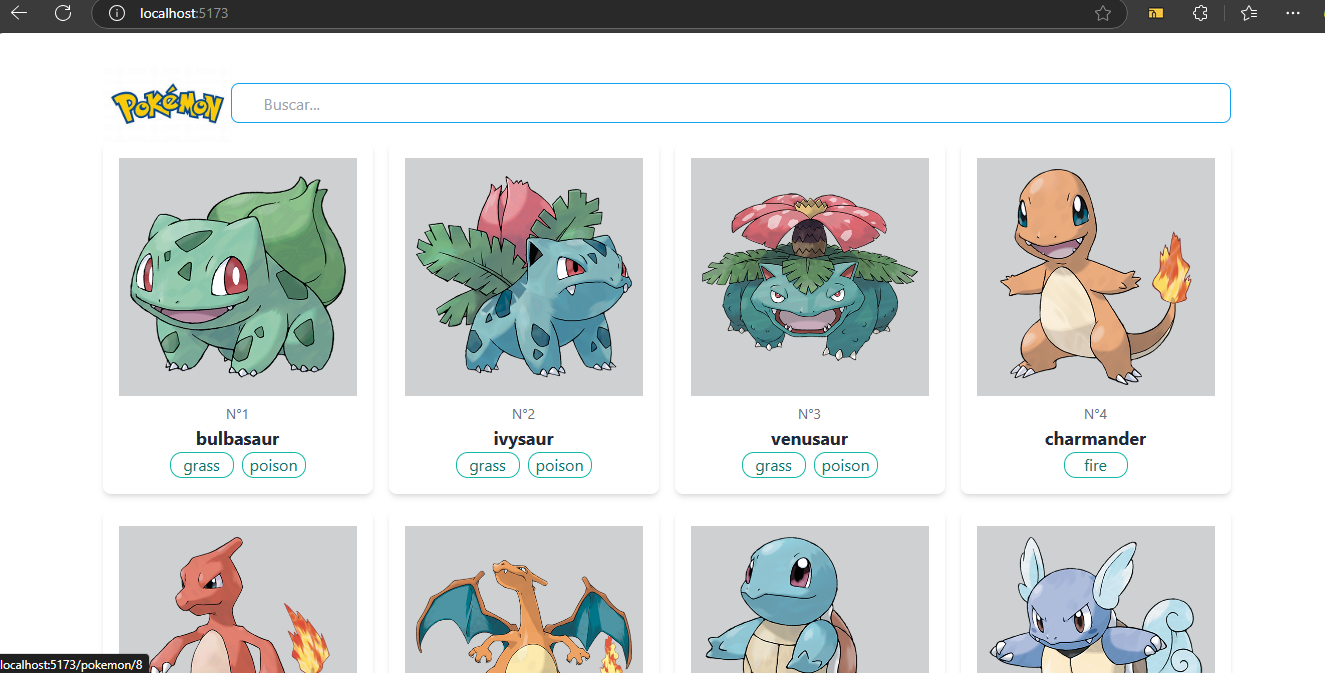 localhost:5173
POKÉMON
Buscar...
N°1
bulbasaur
grass poison
N°2
ivysaur
grass poison
N°3
venusaur
grass poison
N°4
charmander
fire
localhost:5173/pokemon/8